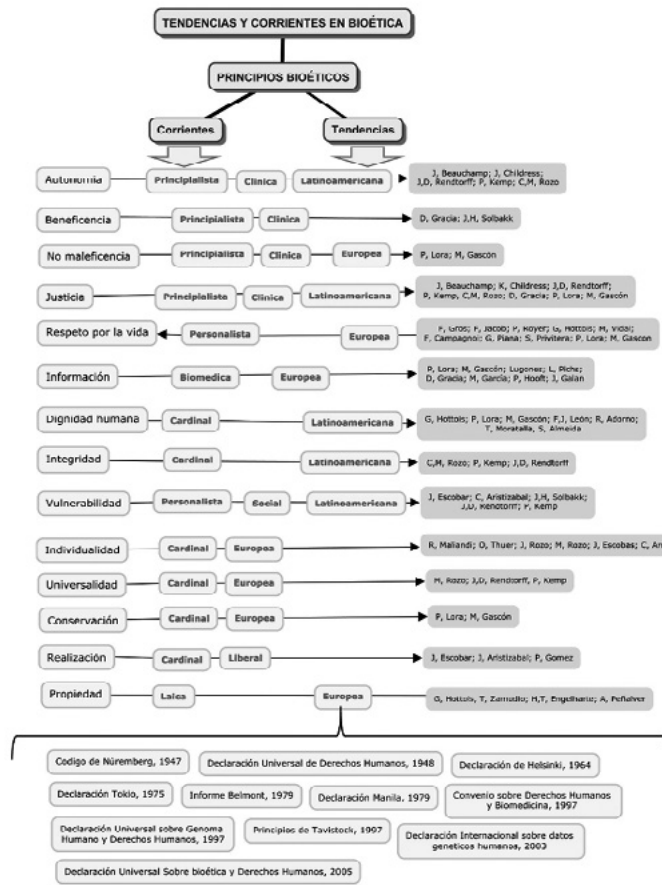 TENDENCIAS Y CORRIENTES EN BIOÉTICA
PRINCIPIOS BIOÉTICOS
Corrientes
Tendencias
Autonomía
Principialista
Clínica
Latinoamericana
J, Beauchamp; J, Childress;
J,D, Rendtorff; P, Kemp; C,M, Rozo
Beneficencia
Principialista
Clínica
D, Gracia; J,H, Solbakk
No maleficencia
Principialista
Clínica
Europea
P, Lora; M, Gascón
Justicia
Principialista
Clínica
Latinoamericana
J, Beauchamp; K, Childress; J,D, Rendtorff;
P, Kemp, C,M, Rozo; D, Gracia; P, Lora; M, Gascón
Respeto por la vida
Personalista
Europea
F, Gros; F, Jacob; P, Royer; G, Hottois; M, Vidal;
F, Campagnol; G, Piana; S, Privitera; P, Lora; M, Gascon
Información
Biomedica
Europea
P, Lora; M, Gascón; Lugones; L, Piche;
D, Gracia; M, García; P, Hooft; J, Galan
Dignidad humana
Cardinal
Latinoamericana
G, Hottois; P, Lora; M, Gascón; F,J, León; R, Adorno;
T, Moratalla, S, Almeida
Integridad
Cardinal
Latinoamericana
C,M, Rozo; P, Kemp; J,D, Rendtorff
Vulnerabilidad
Personalista
Social
Latinoamericana
J, Escobar; C, Aristizabal; J,H, Solbakk;
J,D, Rendtorff; P, Kemp
Individualidad
Cardinal
Europea
R, Maliandi; O, Thuer; J, Rozo; M, Rozo; J, Escobas; C, An
Universalidad
Cardinal
Europea
M, Rozo; J,D, Rendtorff, P, Kemp
Conservación
Cardinal
Europea
P, Lora; M, Gascón
Realización
Cardinal
Liberal
J, Escobar; J, Aristizabal; P, Gomez
Propiedad
Laica
Europea
G, Hottois, T, Zamudio; H,T, Engelharte; A, Peñalver
Codigo de Nüremberg, 1947
Declaración Universal de Derechos Humanos, 1948
Declaración de Helsinki, 1964
Declaración Tokio, 1975
Informe Belmont, 1979
Declaración Manila. 1979
Convenio sobre Derechos Humanos
y Biomedicina, 1997
Declaración Universal sobre Genoma
Humano y Derechos Humanos, 1997
Principios de Tavistock, 1997
Declaración Internacional sobre datos
geneticos humanos, 2003
Declaración Universal Sobre bioética y Derechos Humanos, 2005